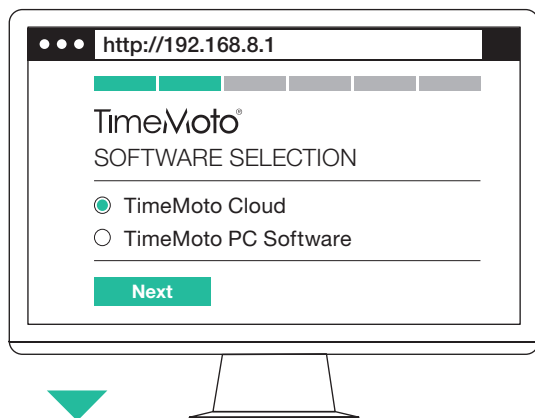 http://192.168.8.1
TimeMoto®
SOFTWARE SELECTION
TimeMoto Cloud
TimeMoto PC Software
Next